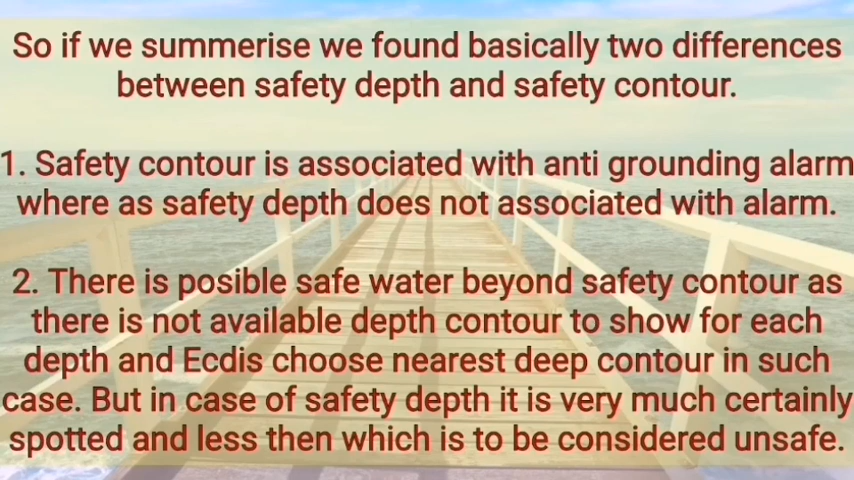 So if we summerise we found basically two differences
between safety depth and safety contour.
1. Safety contour is associated with anti grounding alarm
where as safety depth does not associated with alarm.
2. There is posible safe water beyond safety contour as
there is not available depth contour to show for each
depth and Ecdis choose nearest deep contour in such
case. But in case of safety depth it is very much certainly
spotted and less then which is to be considered unsafe.